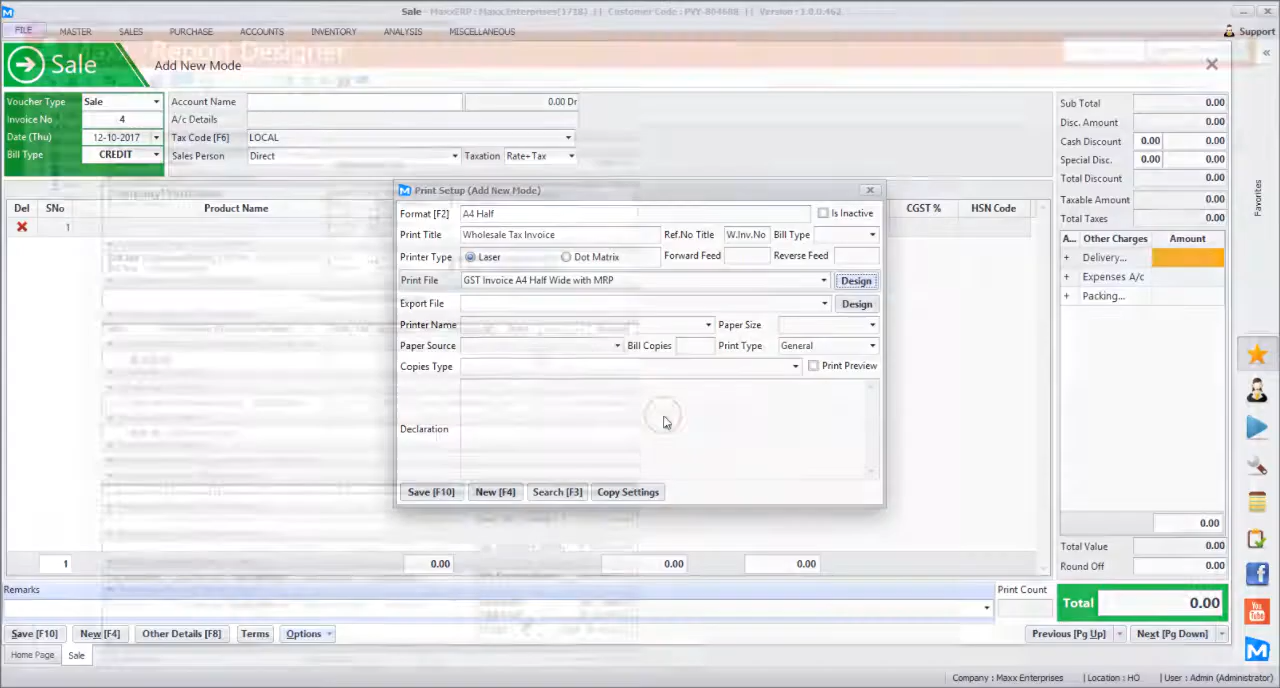 Sale - MaxxERP : Maxx Enterprises(1718) || Customer Code : PVY-804688 || Version : 1.0.0.462
FILE MASTER SALES PURCHASE ACCOUNTS INVENTORY ANALYSIS MISCELLANEOUS Support
Report Designer
Sale Add New Mode
Voucher Type Sale Account Name 0.00 Dr Sub Total 0.00
Invoice No 4 A/c Details Disc. Amount 0.00
Date (Thu) 12-10-2017 Tax Code [F6] LOCAL Cash Discount 0.00 0.00
Bill Type CREDIT Sales Person Direct Taxation Rate+Tax Special Disc. 0.00 0.00
Total Discount 0.00
Taxable Amount 0.00
Total Taxes 0.00
Favorites
Del SNo Product Name CGST % HSN Code
1
A... Other Charges Amount
+ Delivery...
+ Expenses A/c
+ Packing...
Print Setup (Add New Mode)
Format [F2] A4 Half Is Inactive
Print Title Wholesale Tax Invoice Ref.No Title W.Inv.No Bill Type
Printer Type Laser Dot Matrix Forward Feed Reverse Feed
Print File GST Invoice A4 Half Wide with MRP Design
Export File Design
Printer Name Paper Size
Paper Source Bill Copies Print Type General
Copies Type Print Preview
Declaration
Save [F10] New [F4] Search [F3] Copy Settings
0.00
1 0.00 0.00 0.00
Total Value 0.00
Round Off 0.00
Remarks Print Count
Total 0.00
Save [F10] New [F4] Other Details [F8] Terms Options Previous [Pg Up] Next [Pg Down]
Home Page Sale
You Tube
Company : Maxx Enterprises | Location : HO | User : Admin (Administrator)